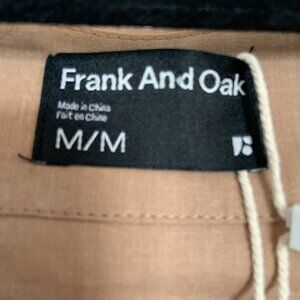 Frank And Oak
Made in China
Fait en Chine
M/M